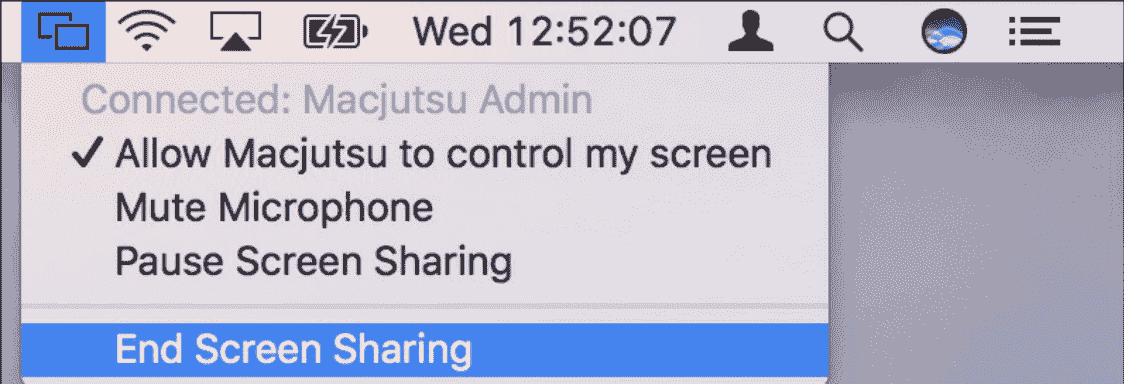 Wed 12:52:07
Connected: Macjutsu Admin
✓ Allow Macjutsu to control my screen
Mute Microphone
Pause Screen Sharing
End Screen Sharing